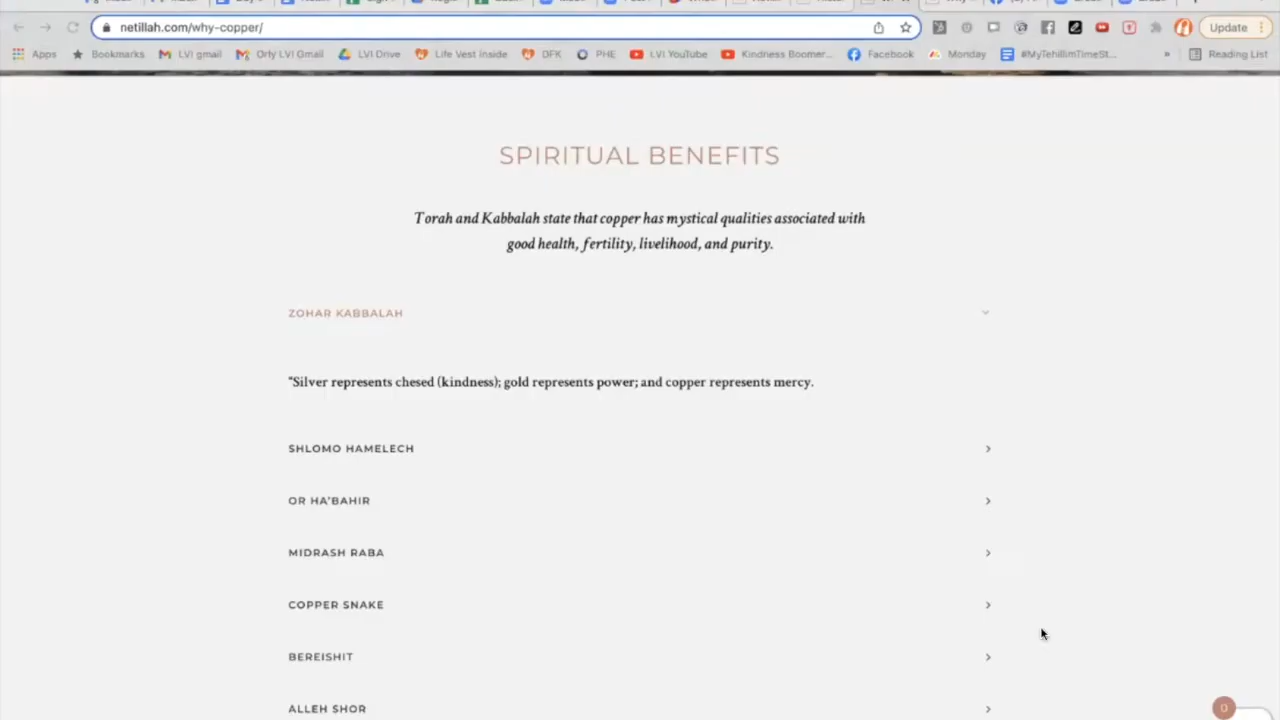 netillah.com/why-copper/
Update
Apps Bookmarks LVI gmail Orly LVI Gmail LVI Drive Life Vest Inside DFK PHE LVI YouTube Kindness Boomer... Facebook Monday #MyTehillimTimeSt... » Reading List
SPIRITUAL BENEFITS
Torah and Kabbalah state that copper has mystical qualities associated with
good health, fertility, livelihood, and purity.
ZOHAR KABBALAH
"Silver represents chesed (kindness); gold represents power; and copper represents mercy.
SHLOMO HAMELECH
OR HA'BAHIR
MIDRASH RABA
COPPER SNAKE
BEREISHIT
ALLEH SHOR
0